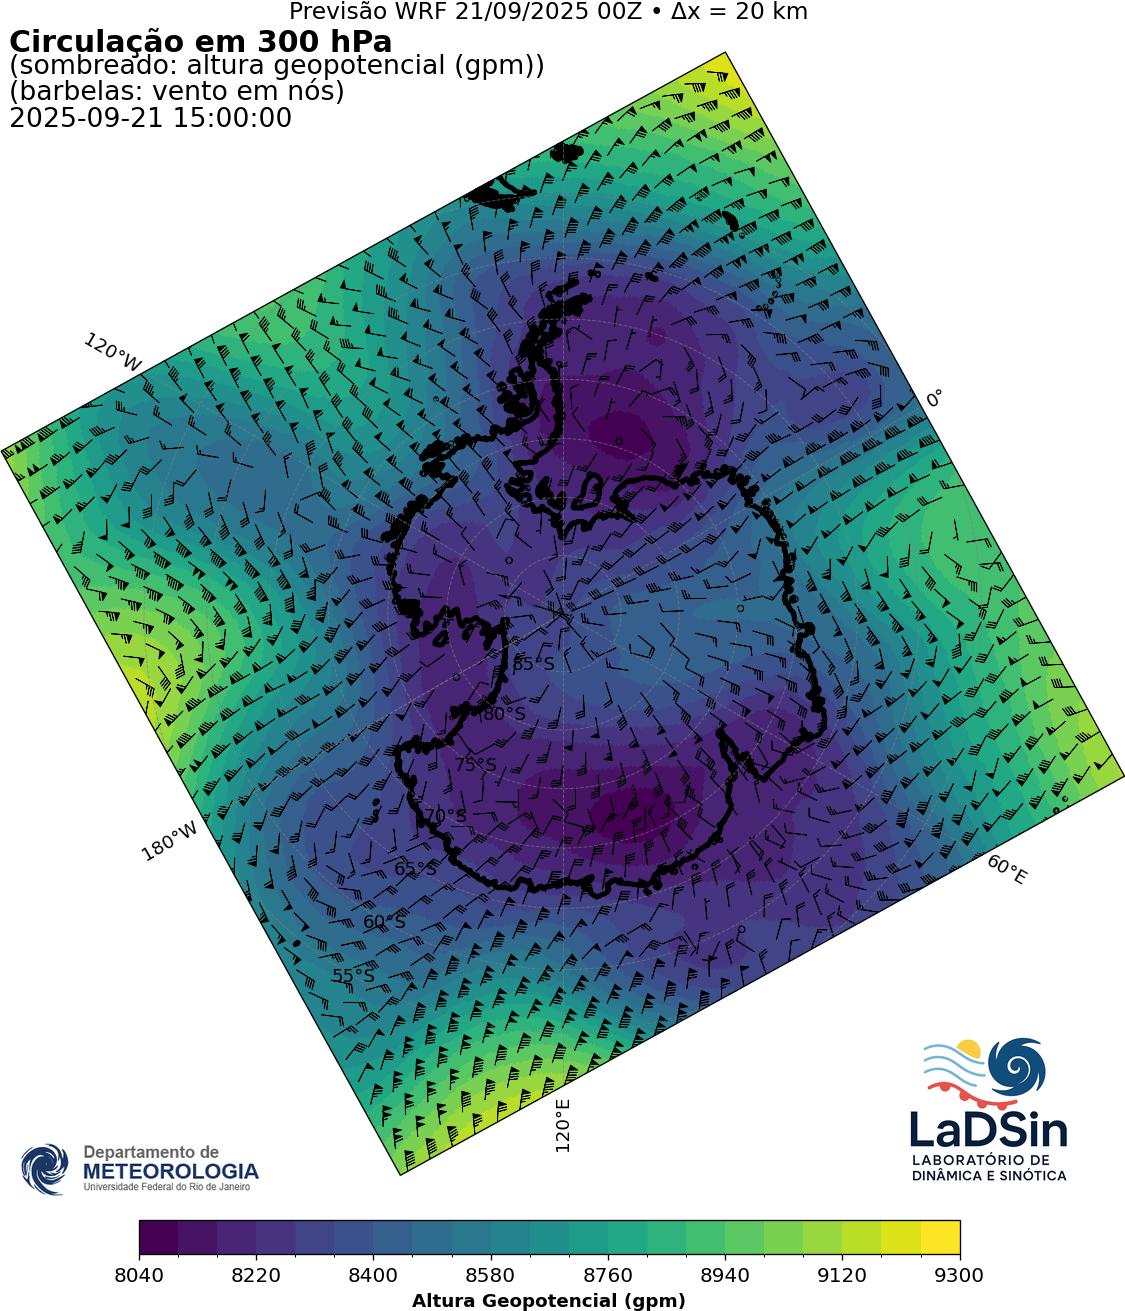 Previsão WRF 21/09/2025 00Z • Δx = 20 km
Circulação em 300 hPa
(sombreado: altura geopotencial (gpm))
(barbelas: vento em nós)
2025-09-21 15:00:00
120°W
0°
85°S
80°S
75°S
70°S
65°S
60°S
55°S
180°W
60°E
120°E
Departamento de
METEOROLOGIA
Universidade Federal do Rio de Janeiro
LaDSin
LABORATÓRIO DE
DINÂMICA E SINÓTICA
8040 8220 8400 8580 8760 8940 9120 9300
Altura Geopotencial (gpm)